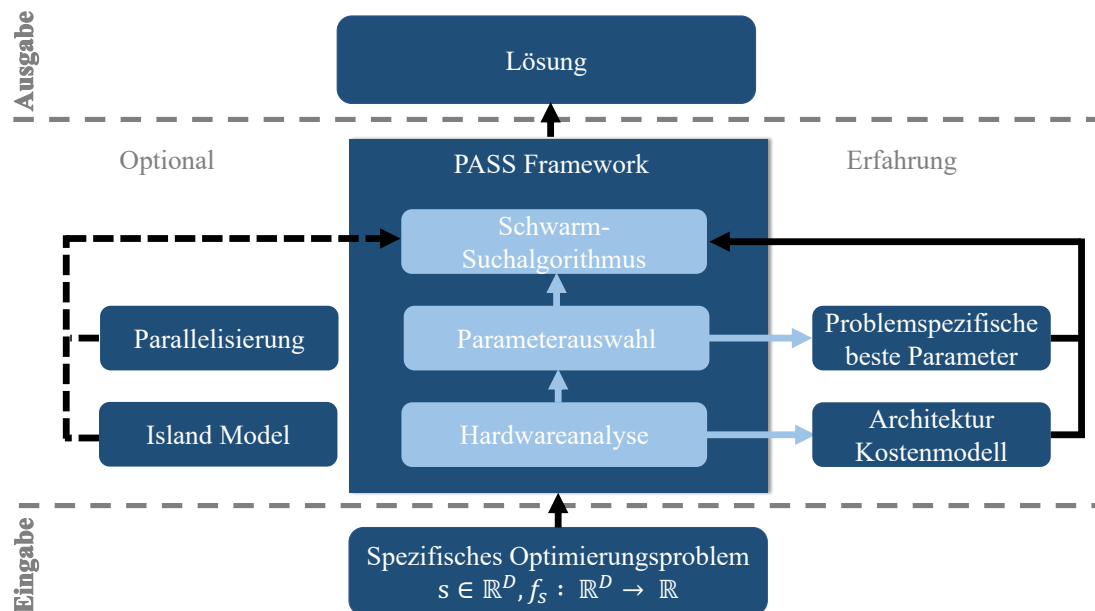 Ausgabe
Lösung
Optional
PASS Framework
Erfahrung
Schwarm-
Suchalgorithmus
Parallelisierung
Parameterauswahl
Problemspezifische
beste Parameter
Island Model
Hardwareanalyse
Architektur
Kostenmodell
Eingabe
Spezifisches Optimierungsproblem
s ∈ ℝ^D, f_s : ℝ^D → ℝ